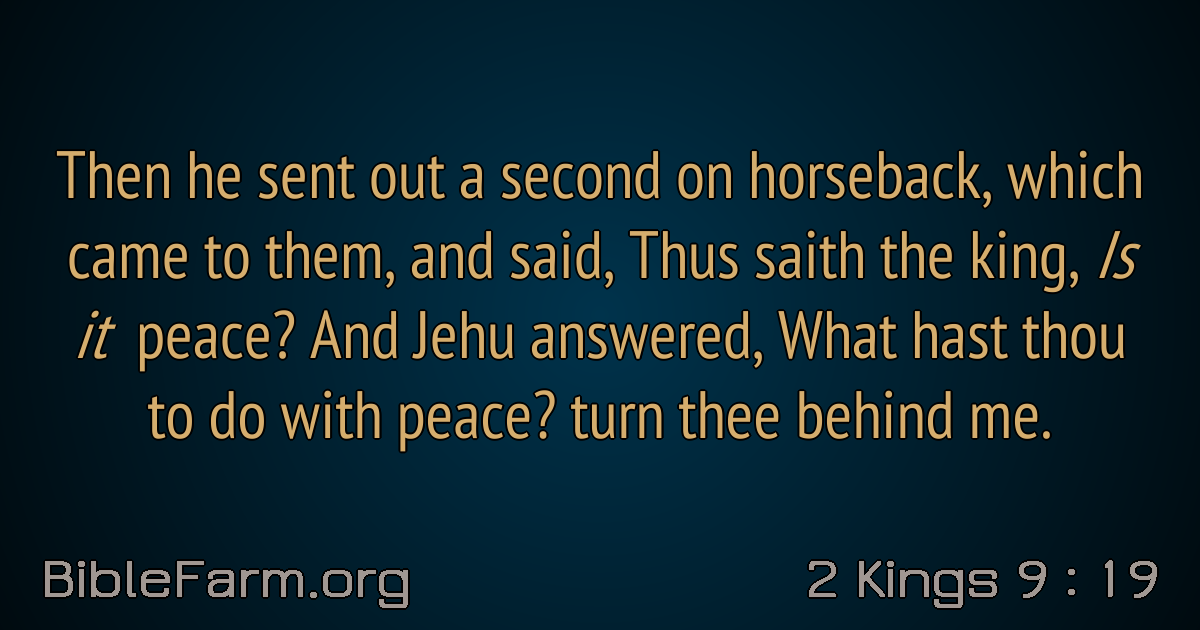 Then he sent out a second on horseback, which
came to them, and said, Thus saith the king, Is
it peace? And Jehu answered, What hast thou
to do with peace? turn thee behind me.
BibleFarm.org
2 Kings 9 : 19